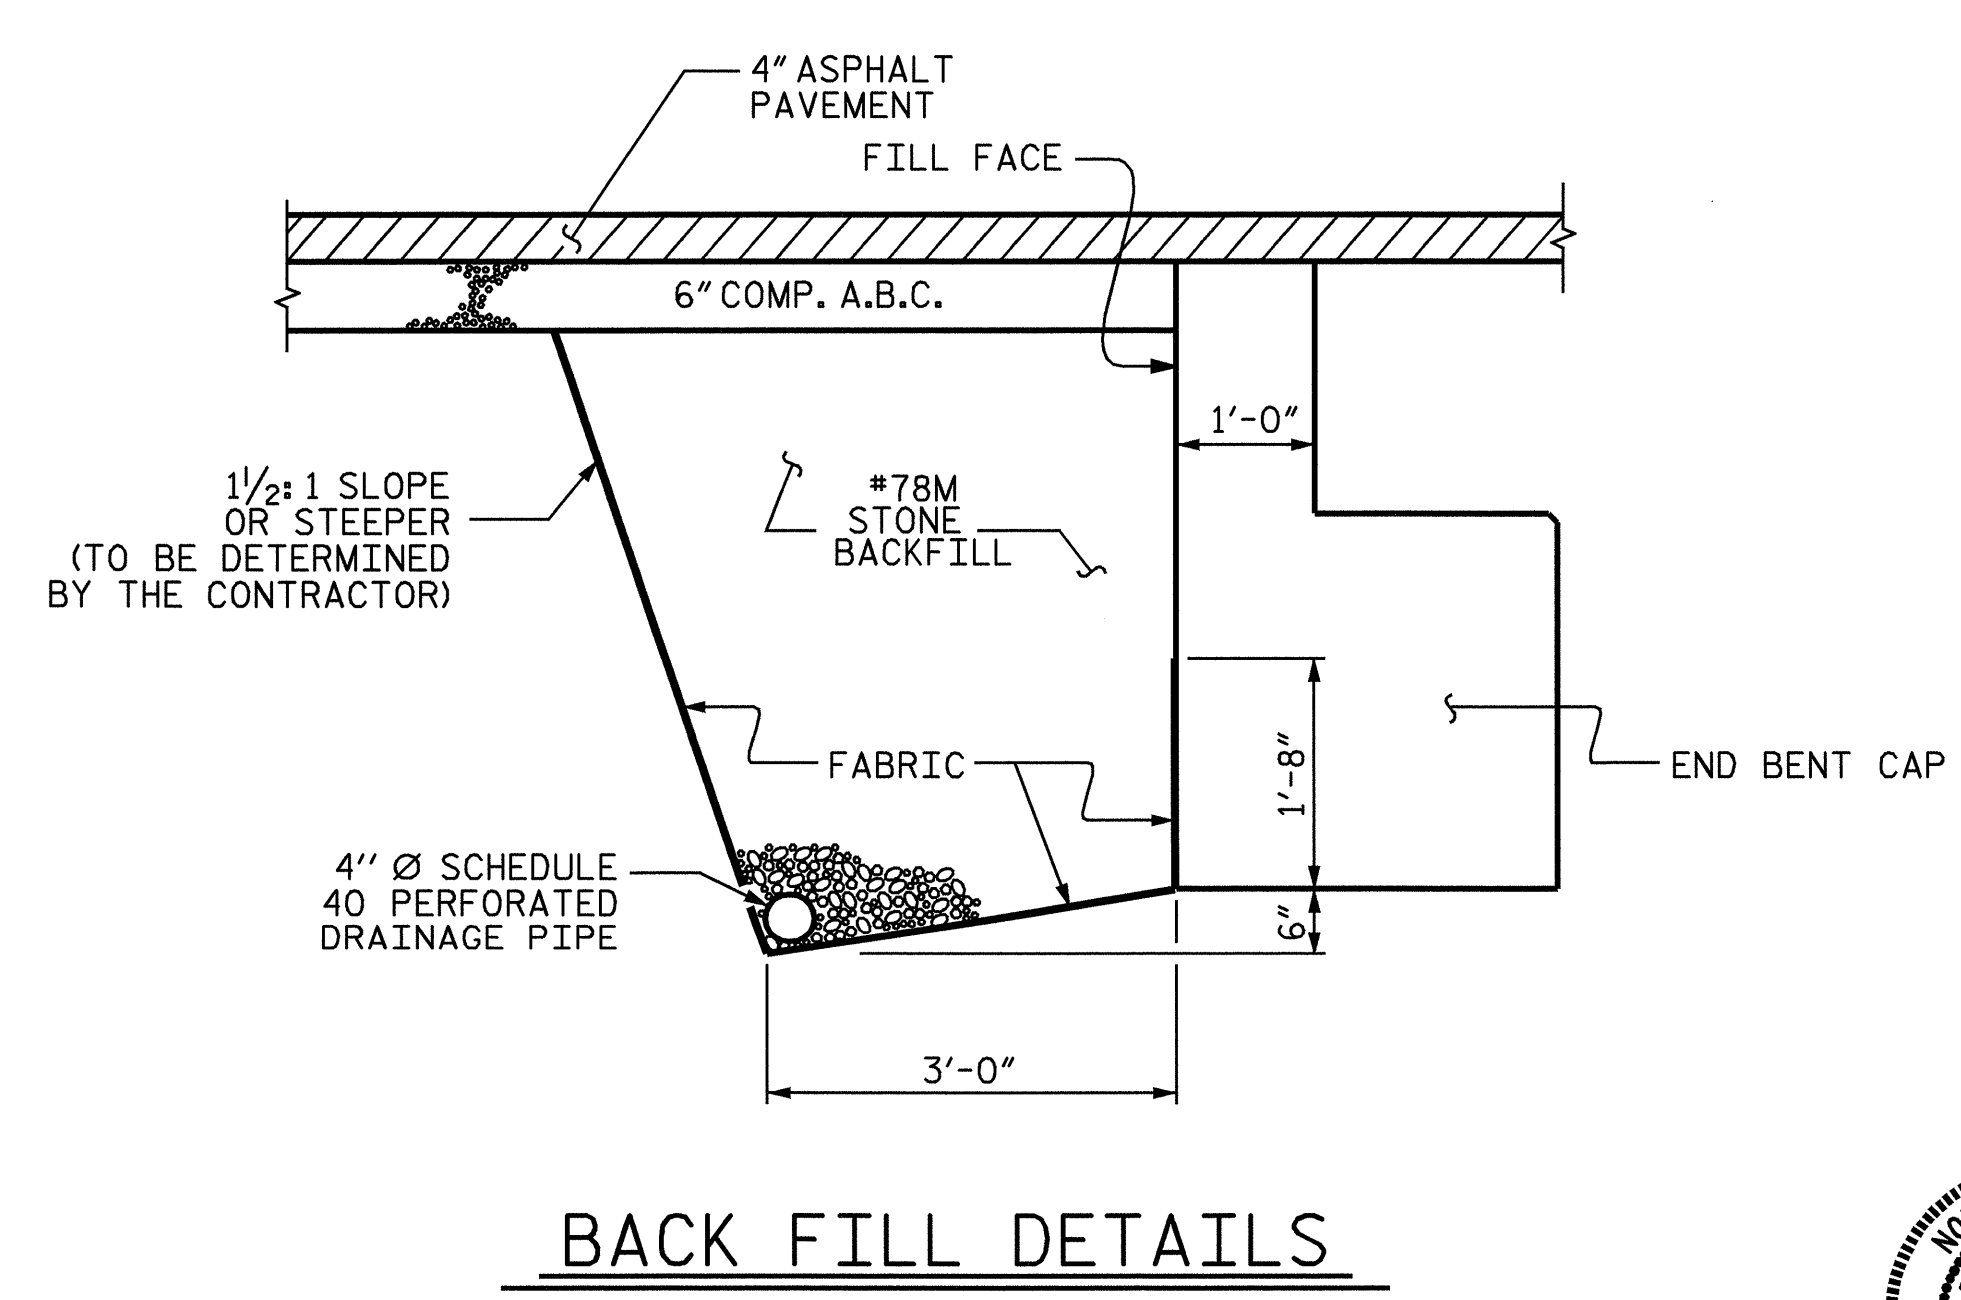 4" ASPHALT
PAVEMENT
FILL FACE
6" COMP. A.B.C.
1'-0"
1½:1 SLOPE
OR STEEPER
(TO BE DETERMINED
BY THE CONTRACTOR)
#78M
STONE
BACKFILL
1'-8"
FABRIC
END BENT CAP
4" Ø SCHEDULE
40 PERFORATED
DRAINAGE PIPE
6"
3'-0"
BACK FILL DETAILS